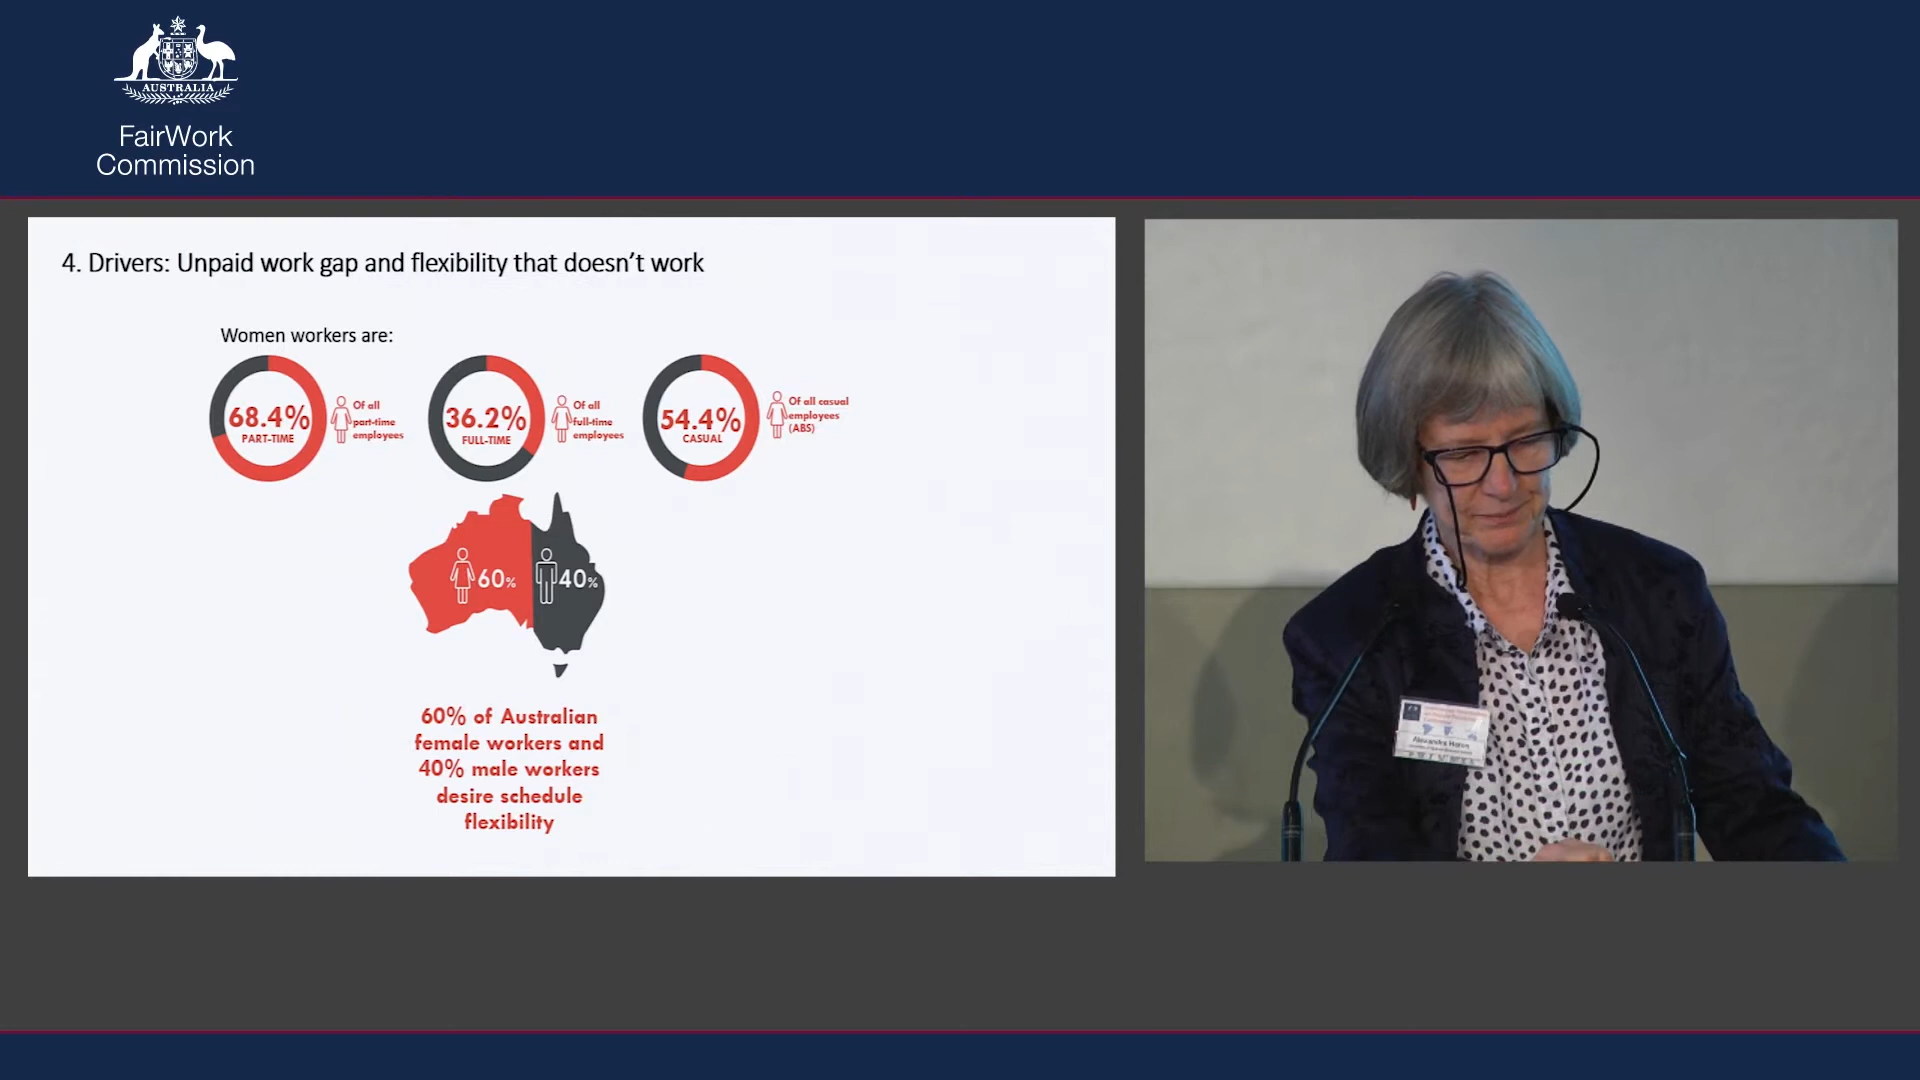 AUSTRALIA
FairWork
Commission
4. Drivers: Unpaid work gap and flexibility that doesn't work
Women workers are:
68.4%
PART-TIME
Of all
part-time
employees
36.2%
FULL-TIME
Of all
full-time
employees
54.4%
CASUAL
Of all casual
employees
(ABS)
60%
40%
60% of Australian
female workers and
40% male workers
desire schedule
flexibility
Alexandra